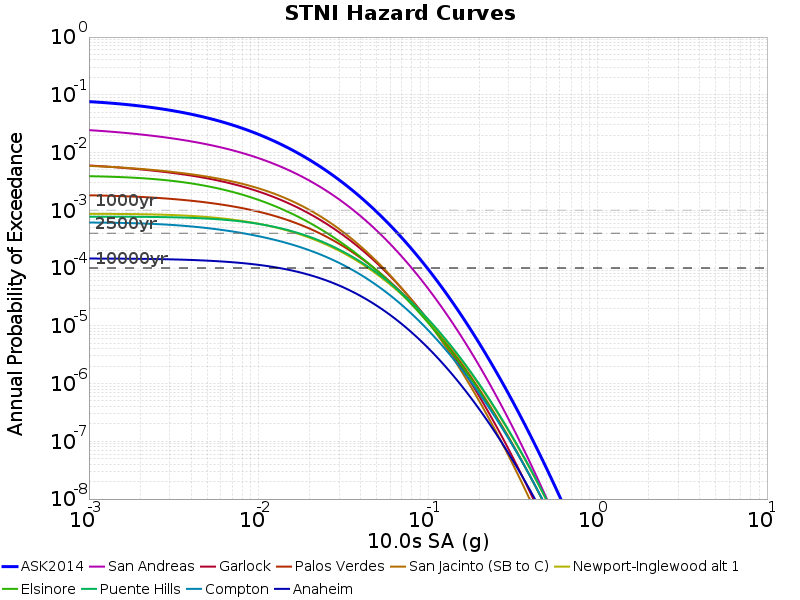 STNI Hazard Curves
Annual Probability of Exceedance
10^0
10^-1
10^-2
10^-3
10^-4
10^-5
10^-6
10^-7
10^-8
1000yr
2500yr
10000yr
10^-3 10^-2 10^-1 10^0 10^1
10.0s SA (g)
ASK2014 San Andreas Garlock Palos Verdes San Jacinto (SB to C) Newport-Inglewood alt 1
Elsinore Puente Hills Compton Anaheim